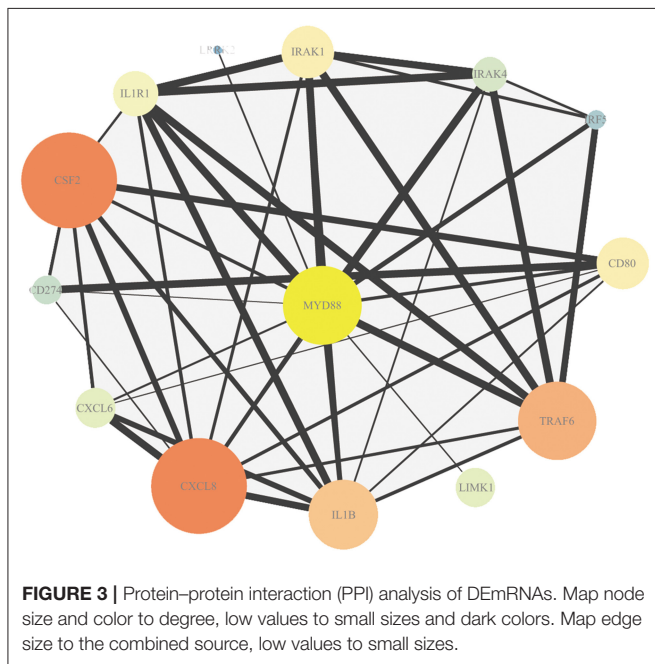 IRAK1
IRAK4
IL1R1
CSF2
CD80
CD274
MYD88
CXCL6
TRAF6
CXCL8
IL1B
LIMK1
FIGURE 3 | Protein–protein interaction (PPI) analysis of DEmRNAs. Map node
size and color to degree, low values to small sizes and dark colors. Map edge
size to the combined source, low values to small sizes.